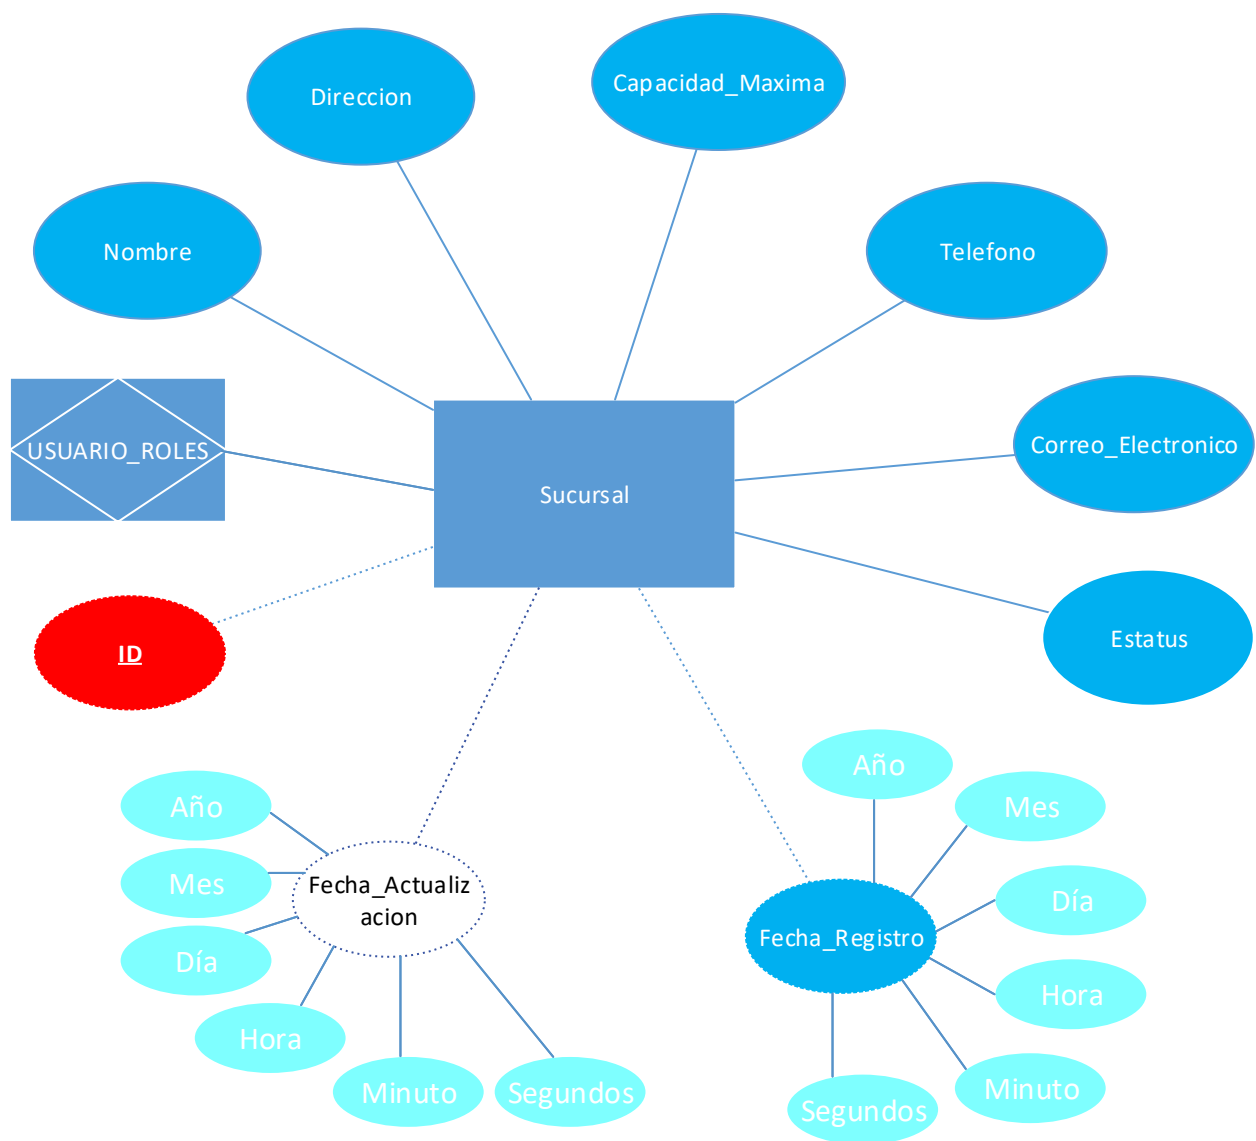 Capacidad_Maxima
Direccion
Nombre
Telefono
Correo_Electronico
USUARIO_ROLES
Sucursal
Estatus
ID
Año
Mes
Día
Hora
Minuto
Segundos
Fecha_Actualiz
acion
Año
Mes
Día
Hora
Minuto
Segundos
Fecha_Registro